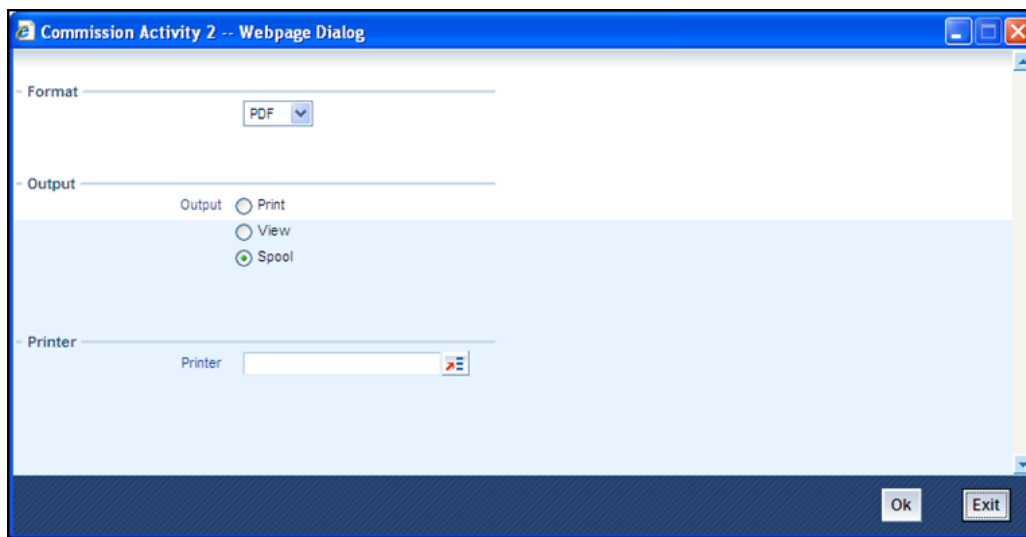 Commission Activity 2 -- Webpage Dialog
Format
PDF
Output
Output Print
View
Spool
Printer
Printer
Ok Exit